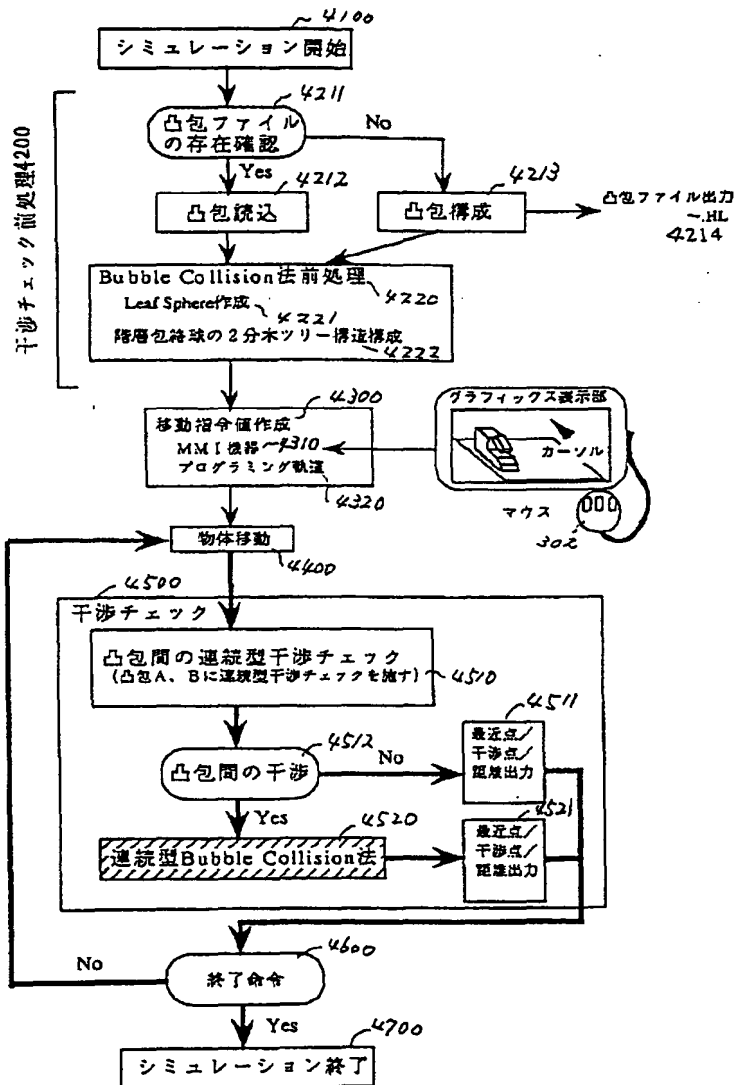 4100
シミュレーション開始
干渉チェック前処理4200
4211
凸包ファイル
の存在確認
No
Yes
4212
凸包読込
4213
凸包構成
凸包ファイル出力
~.HL
4214
Bubble Collision法前処理
4220
Leaf Sphere作成
4221
階層包絡球の2分木ツリー構造構成
4222
4300
移動指令値作成
MMI機器~4310
プログラミング軌道
4320
グラフィックス表示部
カーソル
マウス
302
物体移動
4400
4500
干渉チェック
凸包間の連続型干渉チェック
(凸包A、Bに連続型干渉チェックを施す)
4510
4512
凸包間の干渉
No
Yes
4511
最近点/
干渉点/
距離出力
4520
連続型Bubble Collision法
4521
最近点/
干渉点/
距離出力
4600
終了命令
No
Yes
4700
シミュレーション終了